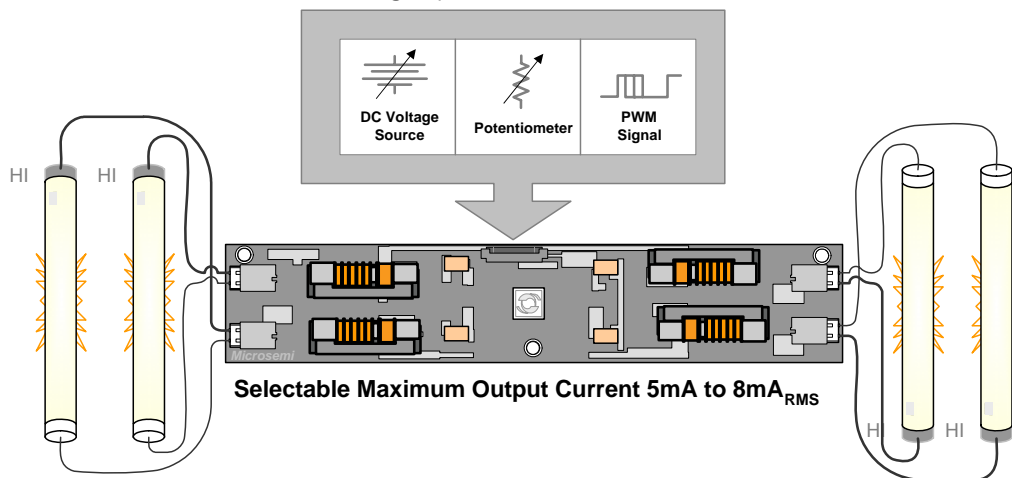 DC Voltage
Source
Potentiometer
PWM
Signal
HI
HI
Microsemi
Selectable Maximum Output Current 5mA to 8mARMS
HI
HI